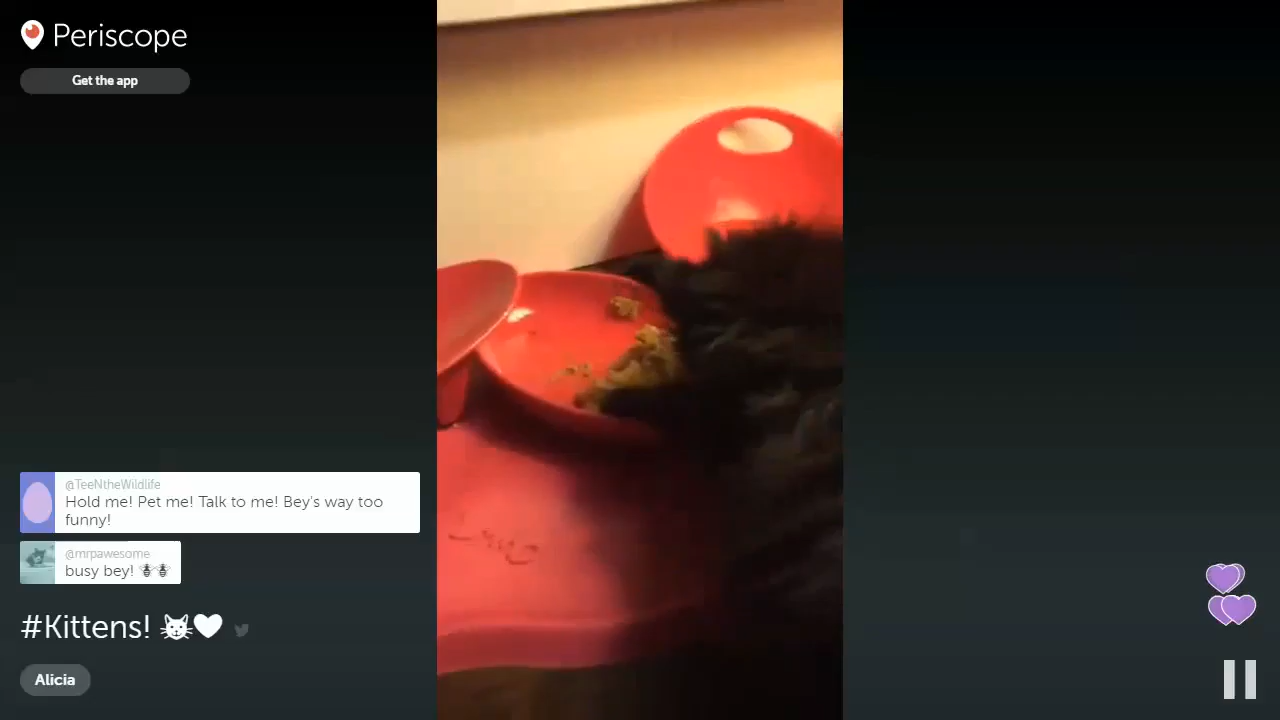 Periscope
Get the app
@TeeNtheWildlife
Hold me! Pet me! Talk to me! Bey's way too
funny!
@mrpawesome
busy bey! 🐝🐝
#Kittens! 🐱❤
Alicia